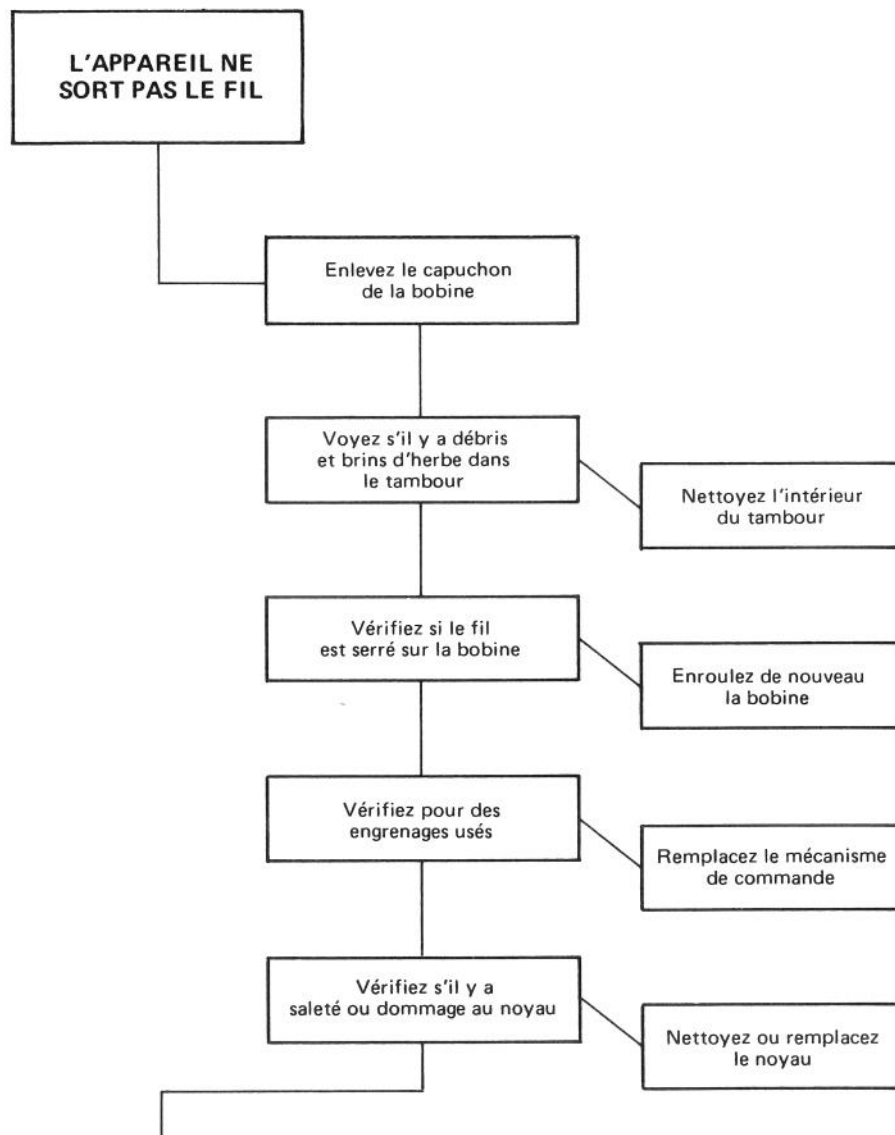 L'APPAREIL NE
SORT PAS LE FIL
Enlevez le capuchon
de la bobine
Voyez s'il y a débris
et brins d'herbe dans
le tambour
Nettoyez l'intérieur
du tambour
Vérifiez si le fil
est serré sur la bobine
Enroulez de nouveau
la bobine
Vérifiez pour des
engrenages usés
Remplacez le mécanisme
de commande
Vérifiez s'il y a
saleté ou dommage au noyau
Nettoyez ou remplacez
le noyau